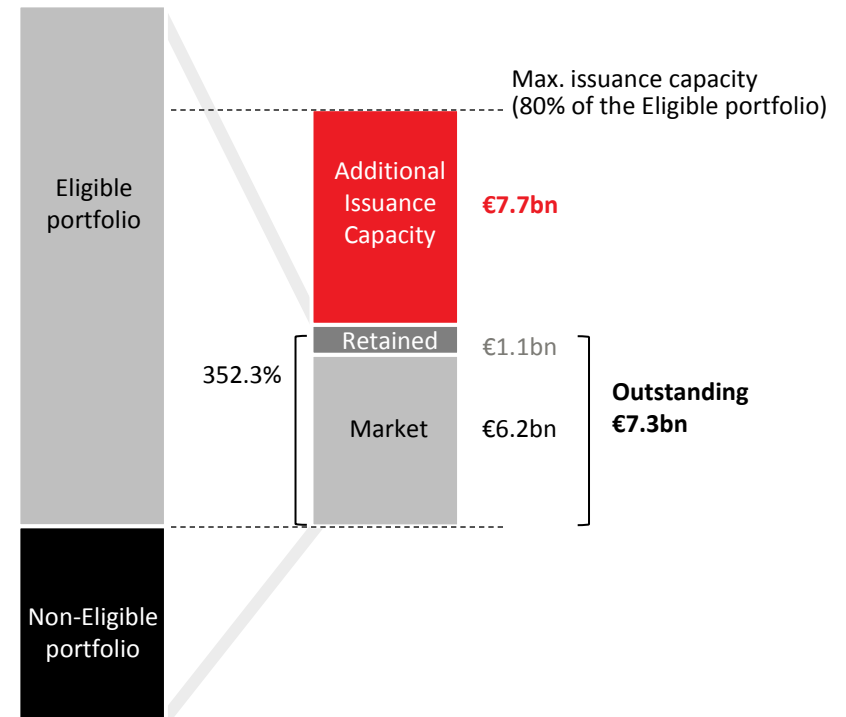 Max. issuance capacity
(80% of the Eligible portfolio)
Eligible
portfolio
Additional
Issuance
Capacity
€7.7bn
Retained
€1.1bn
352.3%
Market
€6.2bn
Outstanding
€7.3bn
Non-Eligible
portfolio